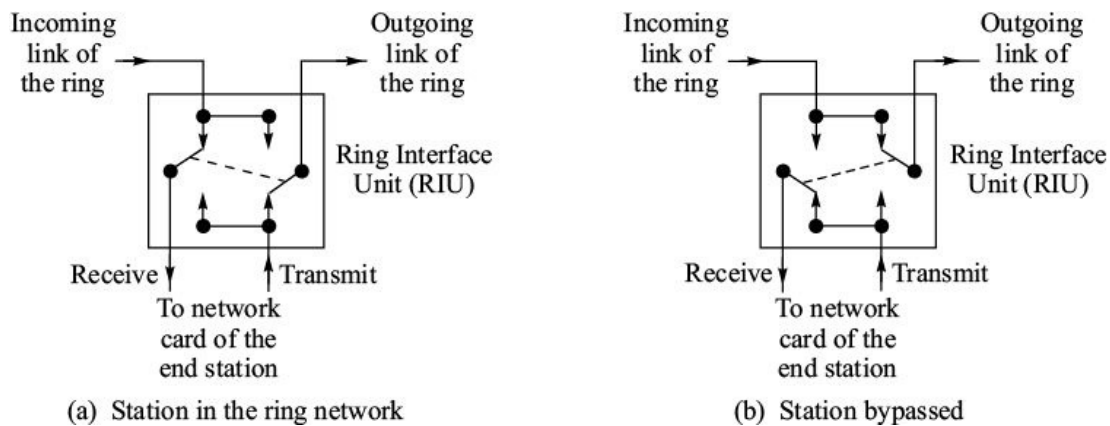 Incoming
link of
the ring
Outgoing
link of
the ring
Ring Interface
Unit (RIU)
Receive
Transmit
To network
card of the
end station
(a) Station in the ring network
Incoming
link of
the ring
Outgoing
link of
the ring
Ring Interface
Unit (RIU)
Receive
Transmit
To network
card of the
end station
(b) Station bypassed